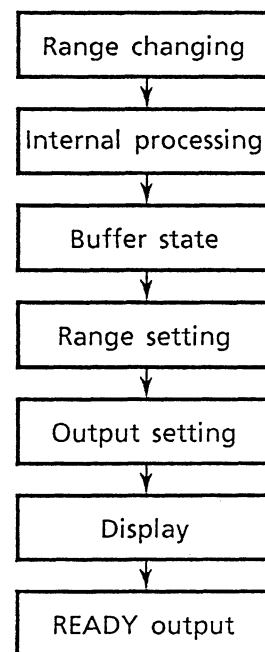 Range changing
Internal processing
Buffer state
Range setting
Output setting
Display
READY output